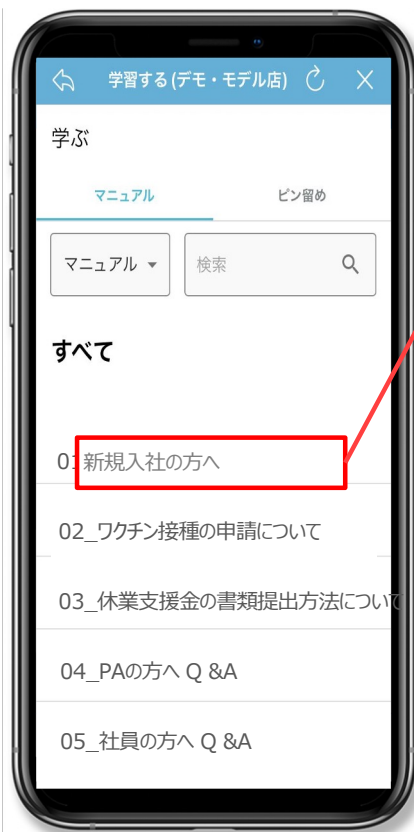 学習する(デモ・モデル店)
学ぶ
マニュアル ピン留め
マニュアル 検索
すべて
01 新規入社の方へ
02_ワクチン接種の申請について
03_休業支援金の書類提出方法について
04_PAの方へ Q &A
05_社員の方へ Q &A